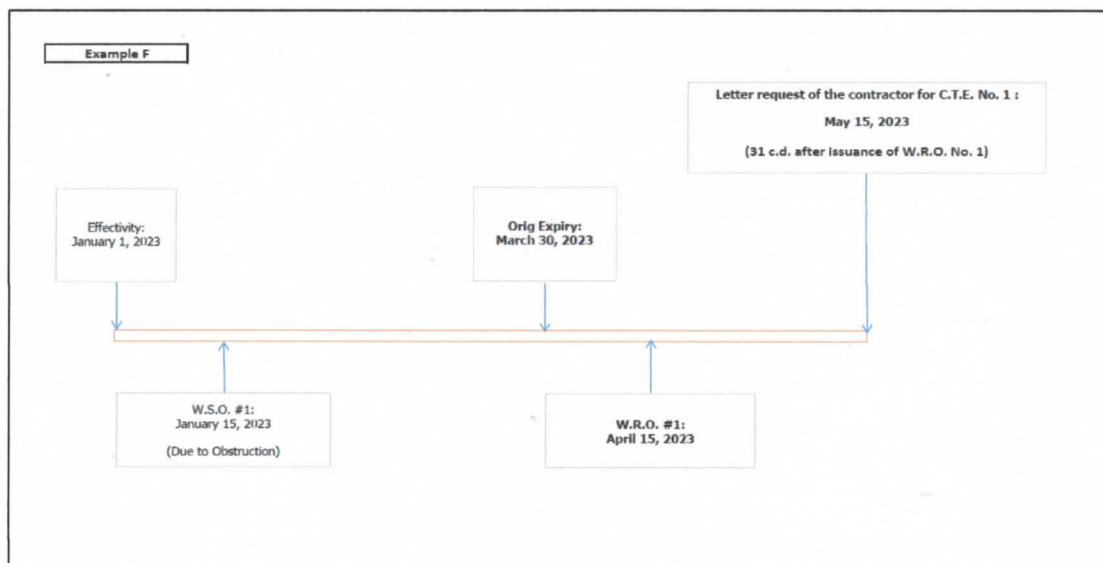 Example F
Letter request of the contractor for C.T.E. No. 1 :
May 15, 2023
(31 c.d. after issuance of W.R.O. No. 1)
Effectivity:
January 1, 2023
Orig Expiry:
March 30, 2023
W.S.O. #1:
January 15, 2023
(Due to Obstruction)
W.R.O. #1:
April 15, 2023